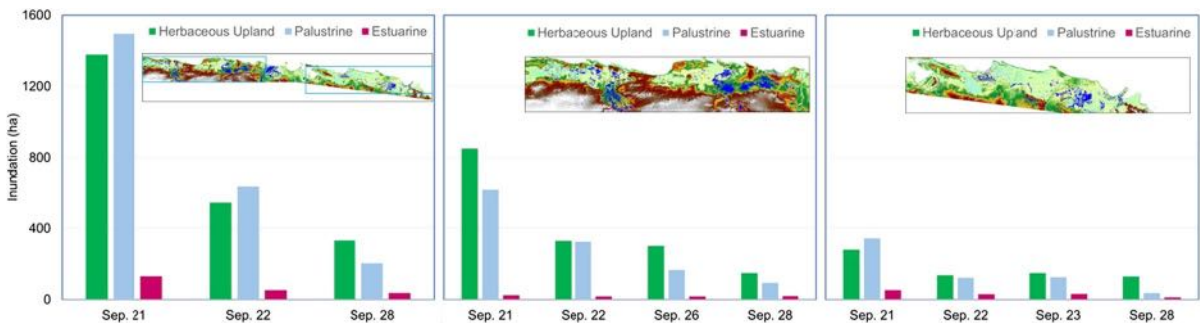 1600
1200
800
400
0
Inundation (ha)
Herbaceous Upland Palustrine Estuarine
Sep. 21 Sep. 22 Sep. 28
Herbaceous Upland Palustrine Estuarine
Sep. 21 Sep. 22 Sep. 26 Sep. 28
Herbaceous Up and Palustrine Estuarine
Sep. 21 Sep. 22 Sep. 23 Sep. 28